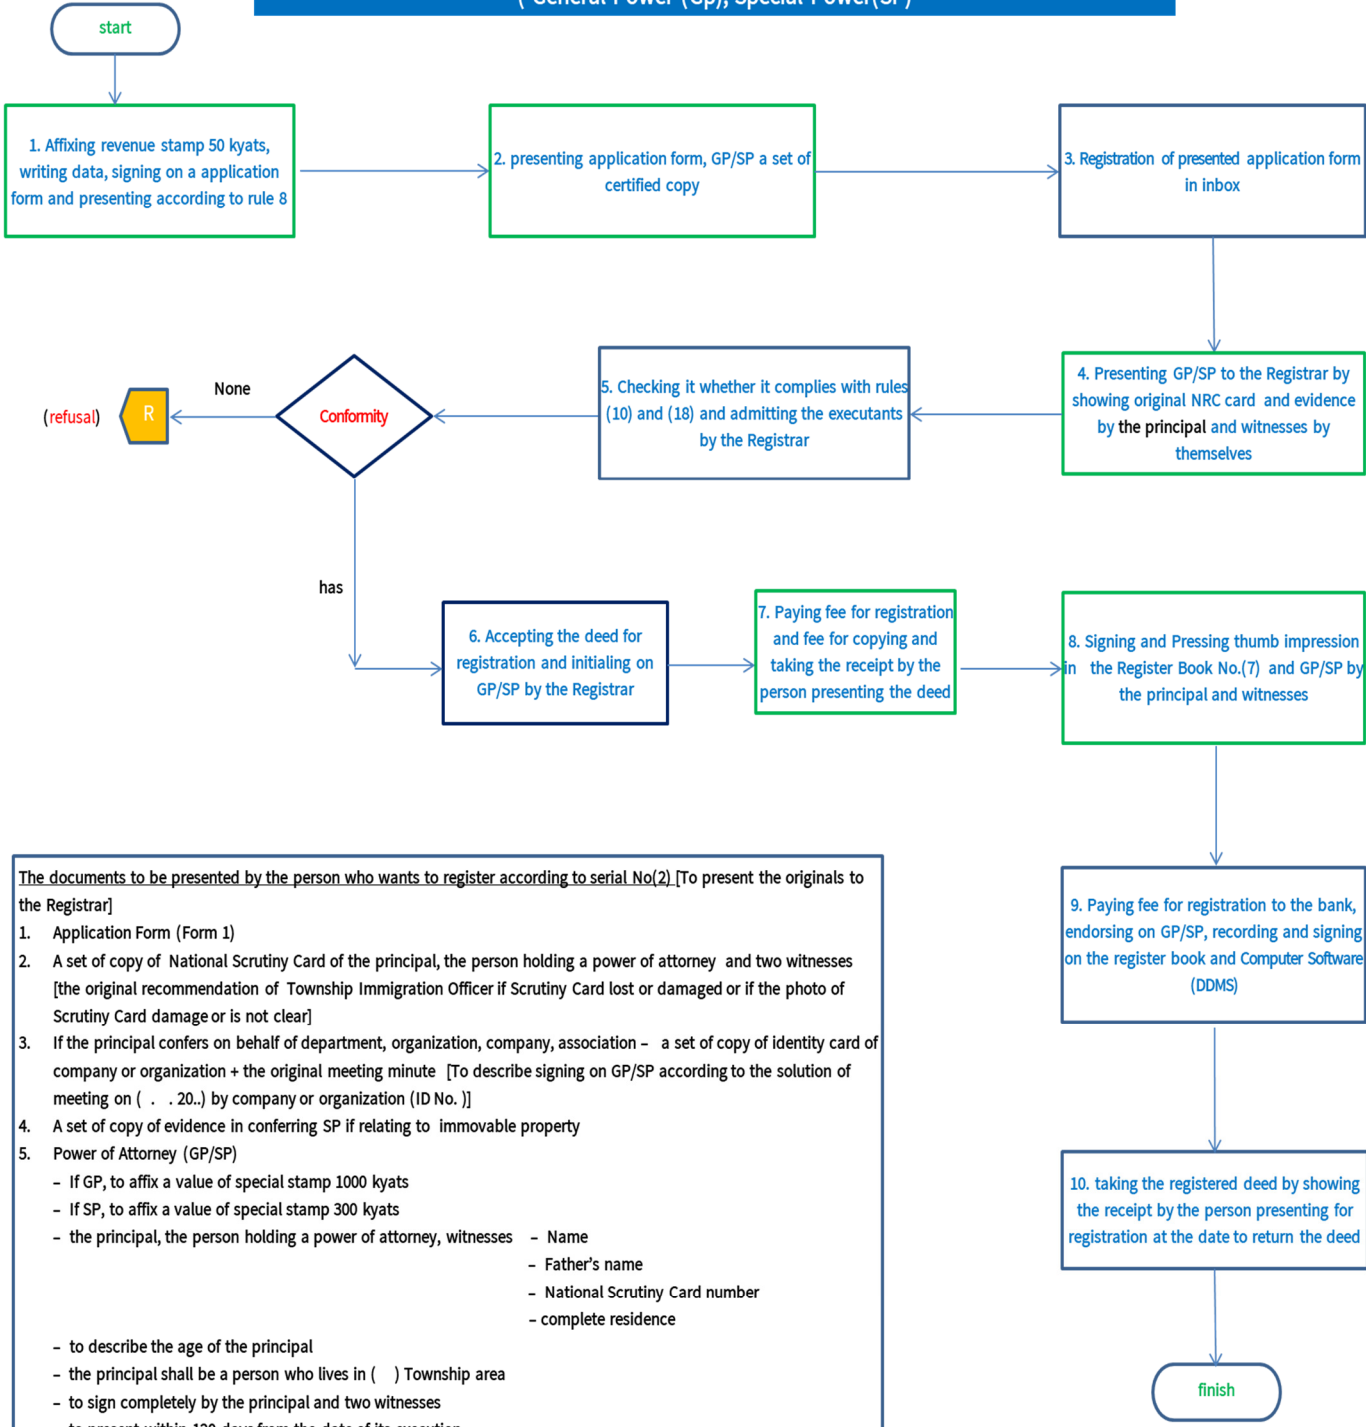 ( General Power (Gp), Special Power(SP)
start
1. Affixing revenue stamp 50 kyats,
writing data, signing on a application
form and presenting according to rule 8
2. presenting application form, GP/SP a set of
certified copy
3. Registration of presented application form
in inbox
4. Presenting GP/SP to the Registrar by
showing original NRC card and evidence
by the principal and witnesses by
themselves
5. Checking it whether it complies with rules
(10) and (18) and admitting the executants
by the Registrar
Conformity
None
R
(refusal)
has
6. Accepting the deed for
registration and initialing on
GP/SP by the Registrar
7. Paying fee for registration
and fee for copying and
taking the receipt by the
person presenting the deed
8. Signing and Pressing thumb impression
in the Register Book No.(7) and GP/SP by
the principal and witnesses
9. Paying fee for registration to the bank,
endorsing on GP/SP, recording and signing
on the register book and Computer Software
(DDMS)
10. taking the registered deed by showing
the receipt by the person presenting for
registration at the date to return the deed
finish
The documents to be presented by the person who wants to register according to serial No(2) [To present the originals to
the Registrar]
1. Application Form (Form 1)
2. A set of copy of National Scrutiny Card of the principal, the person holding a power of attorney and two witnesses
[the original recommendation of Township Immigration Officer if Scrutiny Card lost or damaged or if the photo of
Scrutiny Card damage or is not clear]
3. If the principal confers on behalf of department, organization, company, association – a set of copy of identity card of
company or organization + the original meeting minute [To describe signing on GP/SP according to the solution of
meeting on ( . . 20..) by company or organization (ID No. )]
4. A set of copy of evidence in conferring SP if relating to immovable property
5. Power of Attorney (GP/SP)
– If GP, to affix a value of special stamp 1000 kyats
– If SP, to affix a value of special stamp 300 kyats
– the principal, the person holding a power of attorney, witnesses – Name
– Father’s name
– National Scrutiny Card number
– complete residence
– to describe the age of the principal
– the principal shall be a person who lives in ( ) Township area
– to sign completely by the principal and two witnesses
– to present within 120 days from the date of its execution